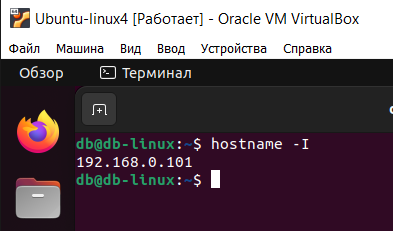 Ubuntu-linux4 [Работает] - Oracle VM VirtualBox
Файл Машина Вид Ввод Устройства Справка
Обзор Терминал
db@db-linux:~$ hostname -I
192.168.0.101
db@db-linux:~$